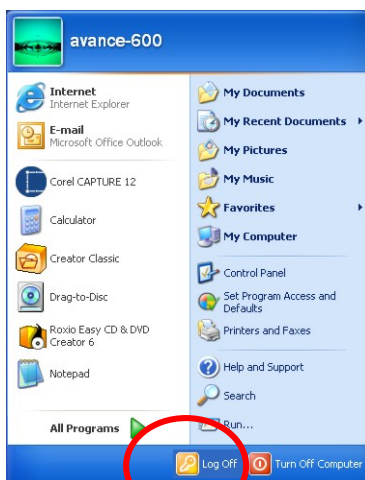 avance-600
Internet
Internet Explorer
E-mail
Microsoft Office Outlook
Corel CAPTURE 12
Calculator
Creator Classic
Drag-to-Disc
Roxio Easy CD & DVD
Creator 6
Notepad
All Programs
My Documents
My Recent Documents
My Pictures
My Music
Favorites
My Computer
Control Panel
Set Program Access and
Defaults
Printers and Faxes
Help and Support
Search
Run...
Log Off
Turn Off Computer